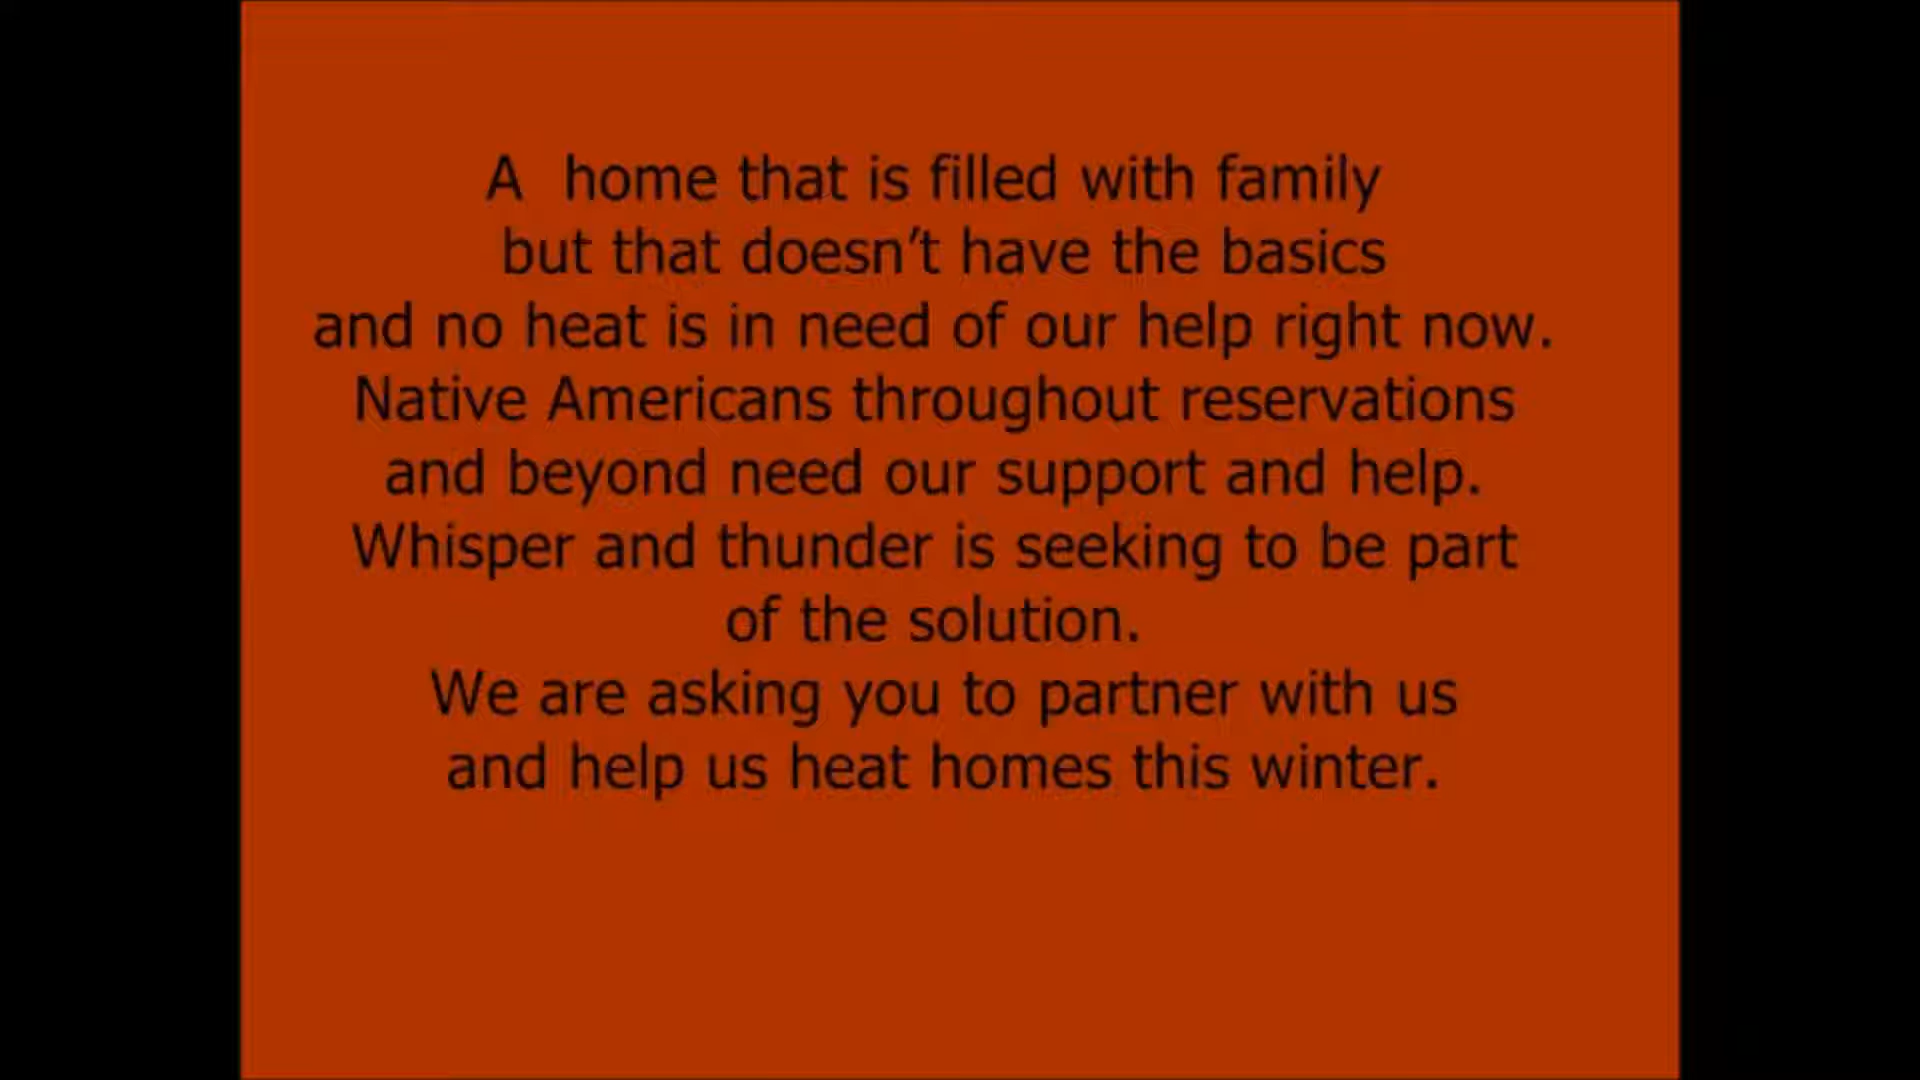 A  home that is filled with family
but that doesn’t have the basics
and no heat is in need of our help right now.
Native Americans throughout reservations
and beyond need our support and help.
Whisper and thunder is seeking to be part
of the solution.
We are asking you to partner with us
and help us heat homes this winter.